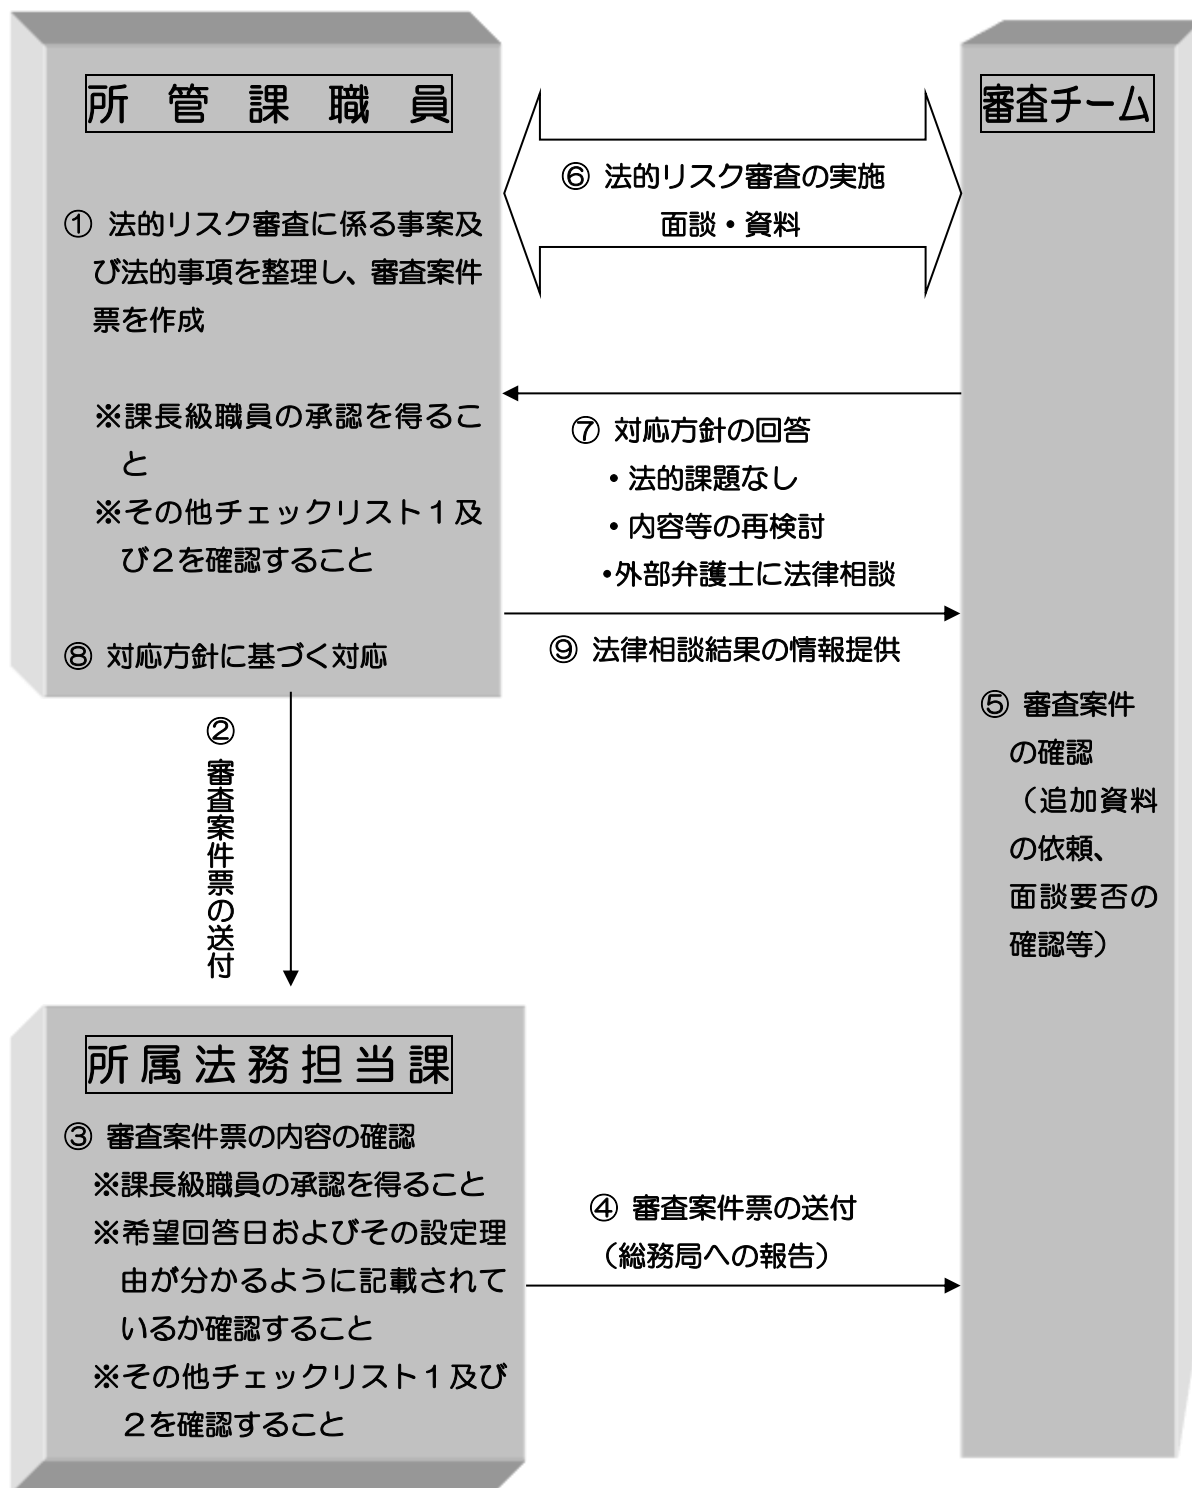 所管課職員
① 法的リスク審査に係る事案及
び法的事項を整理し、審査案件
票を作成
※課長級職員の承認を得るこ
と
※その他チェックリスト１及
び２を確認すること
⑧ 対応方針に基づく対応
② 審査案件票の送付
所属法務担当課
③ 審査案件票の内容の確認
※課長級職員の承認を得ること
※希望回答日およびその設定理
由が分かるように記載されて
いるか確認すること
※その他チェックリスト１及び
２を確認すること
④ 審査案件票の送付
（総務局への報告）
審査チーム
⑤ 審査案件
の確認
（追加資料
の依頼、
面談要否の
確認等）
⑥ 法的リスク審査の実施
面談・資料
⑦ 対応方針の回答
・法的課題なし
・内容等の再検討
・外部弁護士に法律相談
⑨ 法律相談結果の情報提供